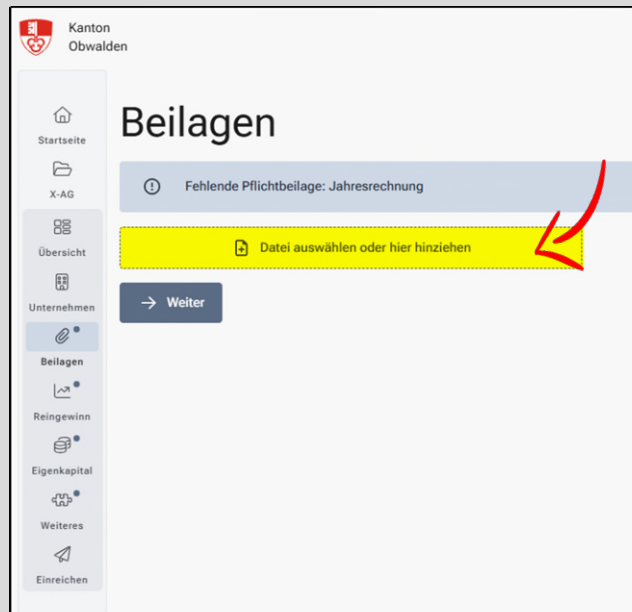 Kanton
Obwalden
Startseite
X-AG
Übersicht
Unternehmen
Beilagen
Reingewinn
Eigenkapital
Weiteres
Einreichen
Beilagen
Fehlende Pflichtbeilage: Jahresrechnung
Datei auswählen oder hier hinziehen
Weiter